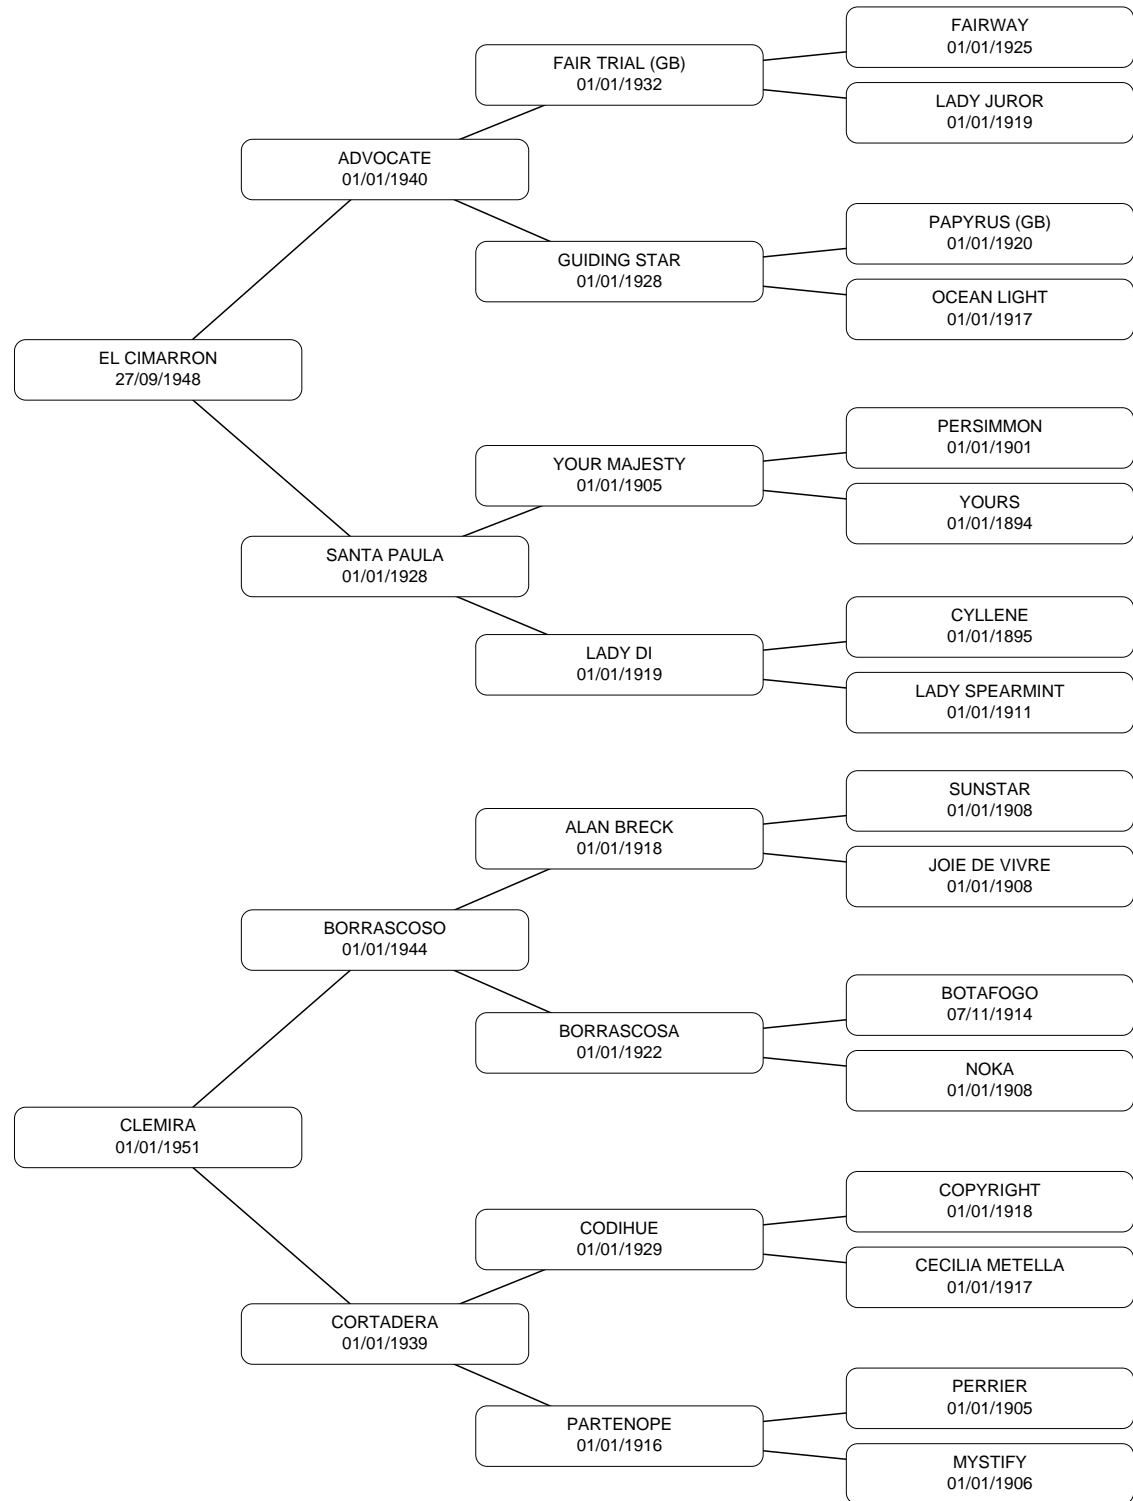 FAIRWAY
01/01/1925
FAIR TRIAL (GB)
01/01/1932
LADY JUROR
01/01/1919
ADVOCATE
01/01/1940
PAPYRUS (GB)
01/01/1920
GUIDING STAR
01/01/1928
OCEAN LIGHT
01/01/1917
EL CIMARRON
27/09/1948
PERSIMMON
01/01/1901
YOUR MAJESTY
01/01/1905
YOURS
01/01/1894
SANTA PAULA
01/01/1928
CYLLENE
01/01/1895
LADY DI
01/01/1919
LADY SPEARMINT
01/01/1911
SUNSTAR
01/01/1908
ALAN BRECK
01/01/1918
JOIE DE VIVRE
01/01/1908
BORRASCOSO
01/01/1944
BOTAFOGO
07/11/1914
BORRASCOSA
01/01/1922
NOKA
01/01/1908
CLEMIRA
01/01/1951
COPYRIGHT
01/01/1918
CODIHUE
01/01/1929
CECILIA METELLA
01/01/1917
CORTADERA
01/01/1939
PERRIER
01/01/1905
PARTENOPE
01/01/1916
MYSTIFY
01/01/1906